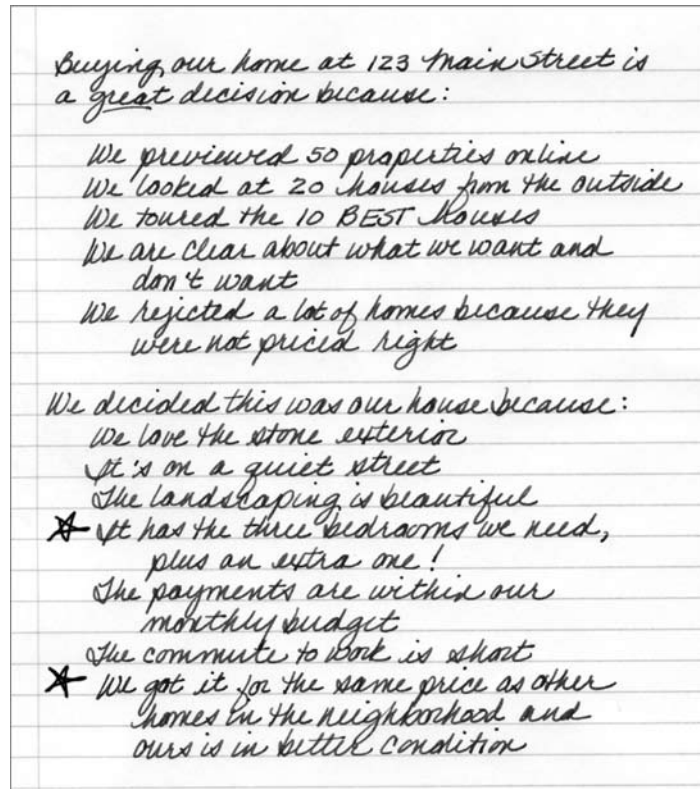 Buying our home at 123 Main Street is
a great decision because:
We previewed 50 properties online
We looked at 20 houses from the outside
We toured the 10 BEST houses
We are clear about what we want and
don't want
We rejected a lot of homes because they
were not priced right
We decided this was our house because:
We love the stone exterior
It's on a quiet street
The landscaping is beautiful
It has the three bedrooms we need,
plus an extra one!
The payments are within our
monthly budget
The commute to work is short
We got it for the same price as other
homes in the neighborhood and
ours is in better condition